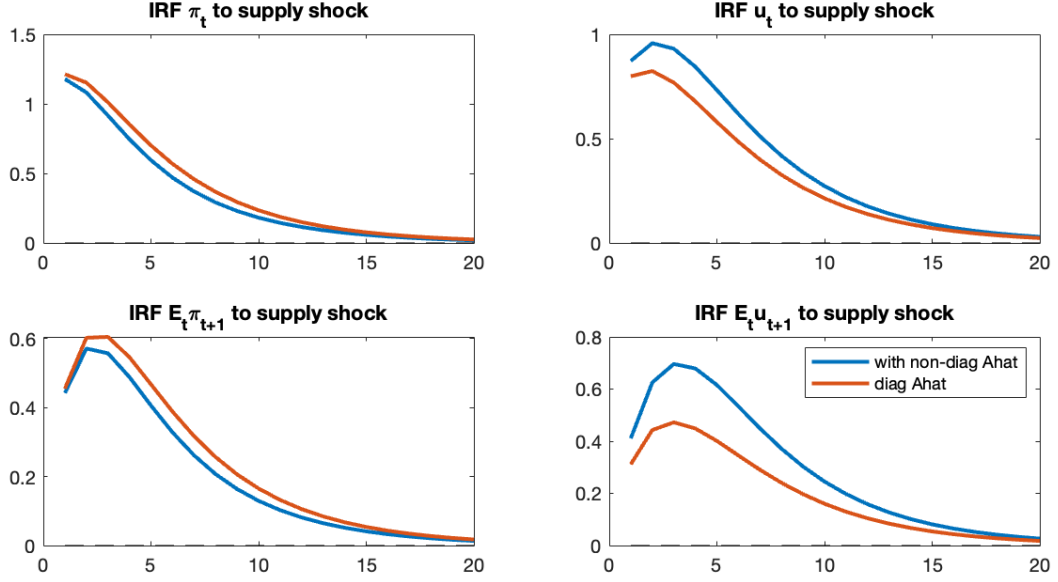 IRF π_t to supply shock
1.5
1
0.5
0
0 5 10 15 20
IRF u_t to supply shock
1
0.5
0
0 5 10 15 20
IRF E_tπ_{t+1} to supply shock
0.6
0.4
0.2
0
0 5 10 15 20
IRF E_tu_{t+1} to supply shock
0.8
0.6
0.4
0.2
0
0 5 10 15 20
with non-diag Ahat
diag Ahat